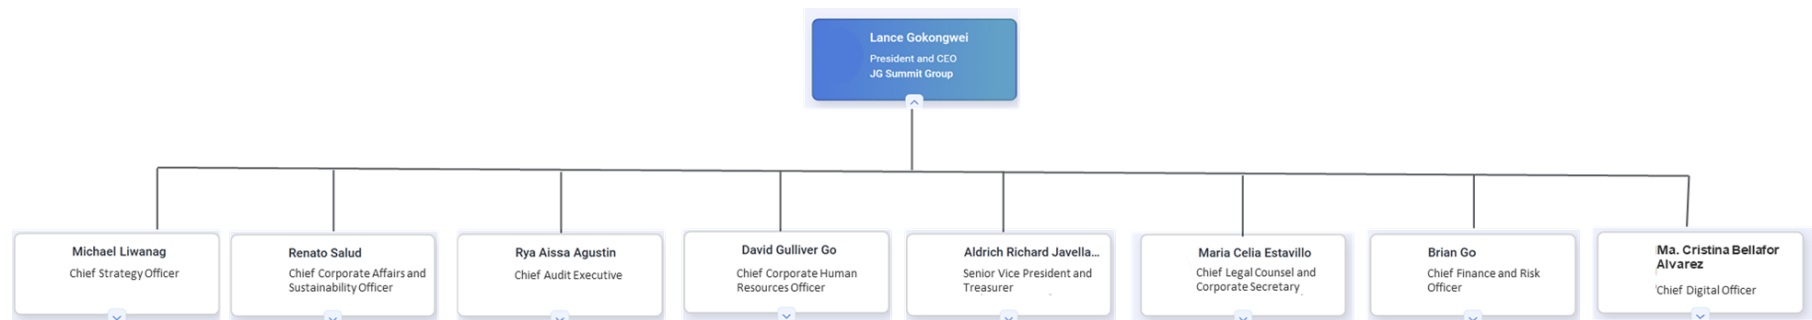 Lance Gokongwei
President and CEO
JG Summit Group
Michael Liwanag
Chief Strategy Officer
Renato Salud
Chief Corporate Affairs and
Sustainability Officer
Rya Aissa Agustin
Chief Audit Executive
David Gulliver Go
Chief Corporate Human
Resources Officer
Aldrich Richard Javella...
Senior Vice President and
Treasurer
Maria Celia Estavillo
Chief Legal Counsel and
Corporate Secretary
Brian Go
Chief Finance and Risk
Officer
Ma. Cristina Bellafor
Alvarez
Chief Digital Officer